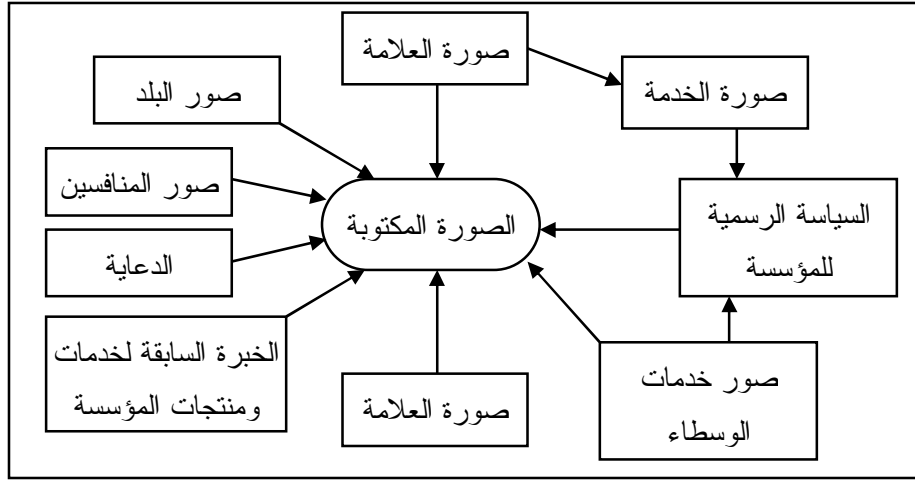 صورة العلامة
صورة الخدمة
صور البلد
صور المنافسين
الصورة المكتوبة
السياسة الرسمية
للمؤسسة
الدعاية
الخبرة السابقة لخدمات
ومنتجات المؤسسة
صورة العلامة
صور خدمات
الوسطاء